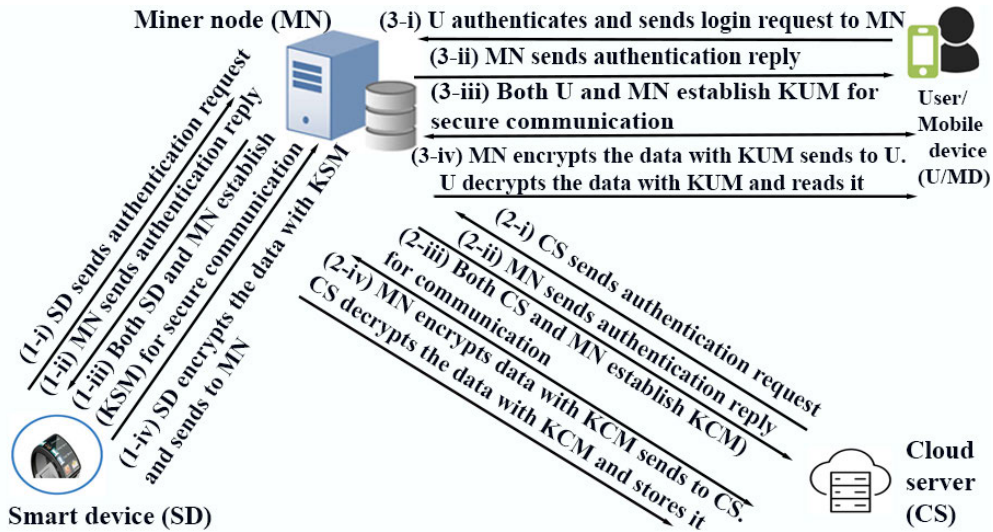 Miner node (MN)
(3-i) U authenticates and sends login request to MN
(3-ii) MN sends authentication reply
(3-iii) Both U and MN establish KUM for
secure communication
(3-iv) MN encrypts the data with KUM sends to U.
U decrypts the data with KUM and reads it
User/
Mobile
device
(U/MD)
(1-i) SD sends authentication request
(1-ii) MN sends authentication reply
(1-iii) Both SD and MN establish
(KSM) for secure communication
(1-iv) SD encrypts the data with KSM
and sends to MN
(2-i) CS sends authentication request
(2-ii) MN sends authentication reply
(2-iii) Both CS and MN establish KCM)
for communication
(2-iv) MN encrypts data with KCM sends to CS.
CS decrypts the data with KCM and stores it
Smart device (SD)
Cloud
server
(CS)